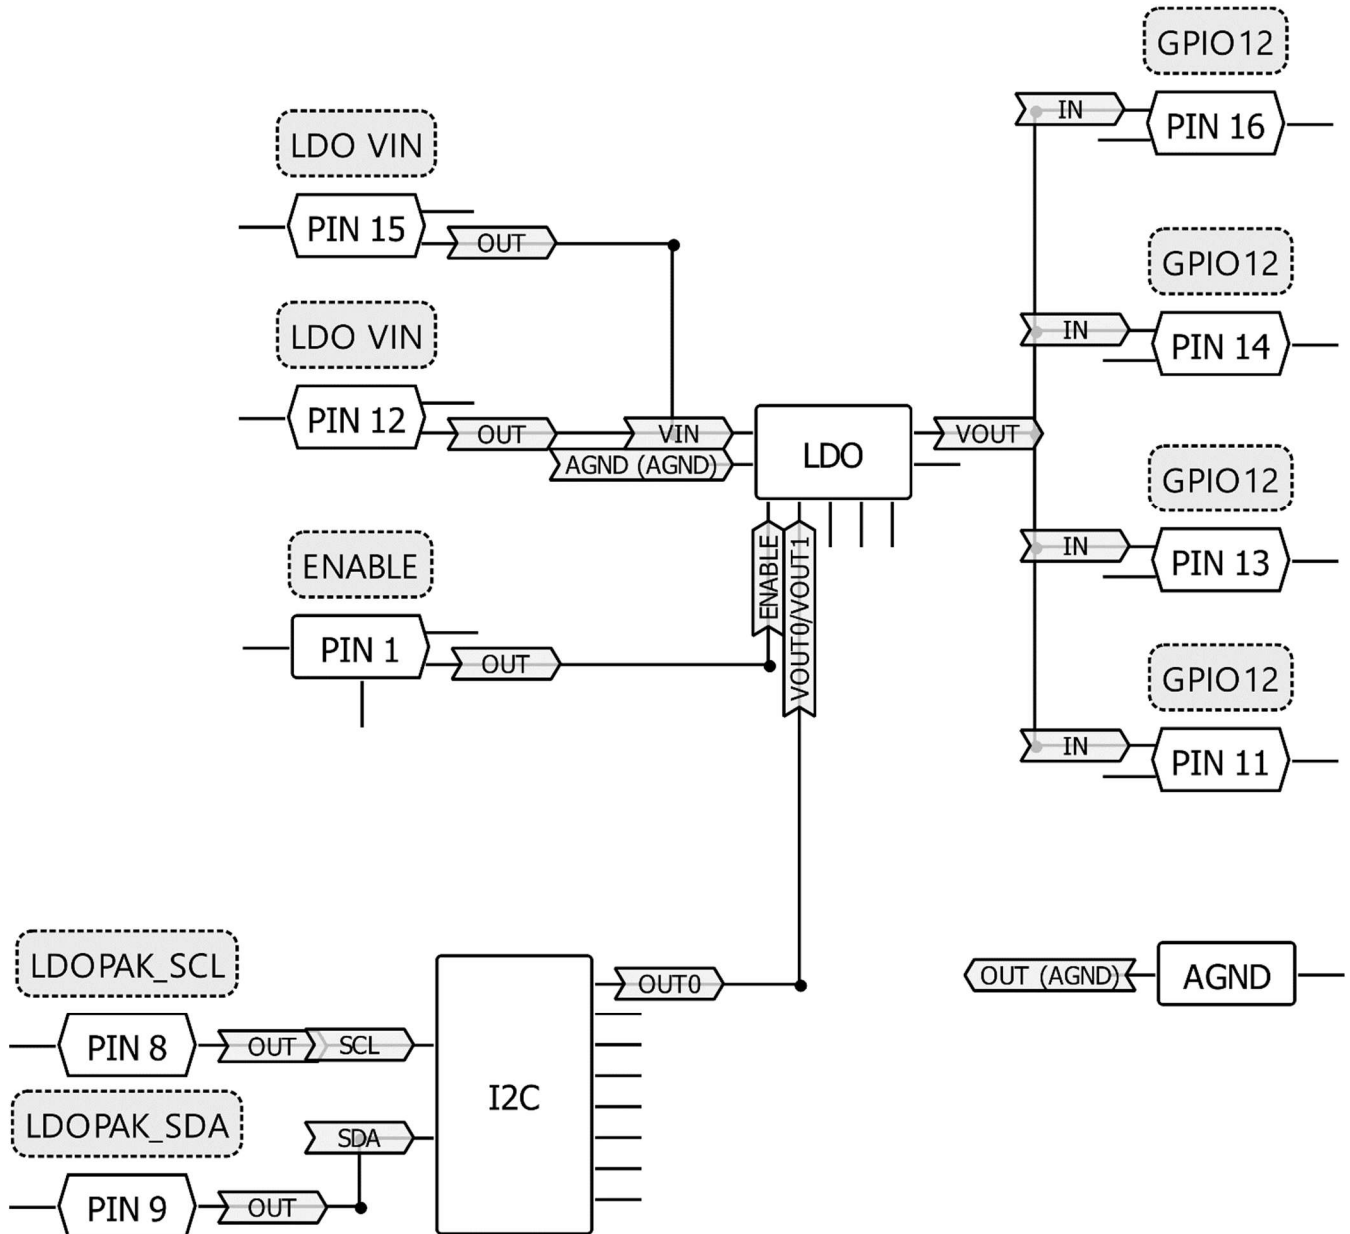 GPIO12
IN
PIN 16
LDO VIN
PIN 15
OUT
GPIO12
IN
PIN 14
LDO VIN
PIN 12
OUT
VIN
AGND (AGND)
LDO
VOUT
GPIO12
IN
PIN 13
ENABLE
PIN 1
OUT
ENABLE
VOUT0/VOUT1
GPIO12
IN
PIN 11
LDOPAK_SCL
PIN 8
OUT
SCL
LDOPAK_SDA
PIN 9
OUT
SDA
I2C
OUT0
OUT (AGND)
AGND